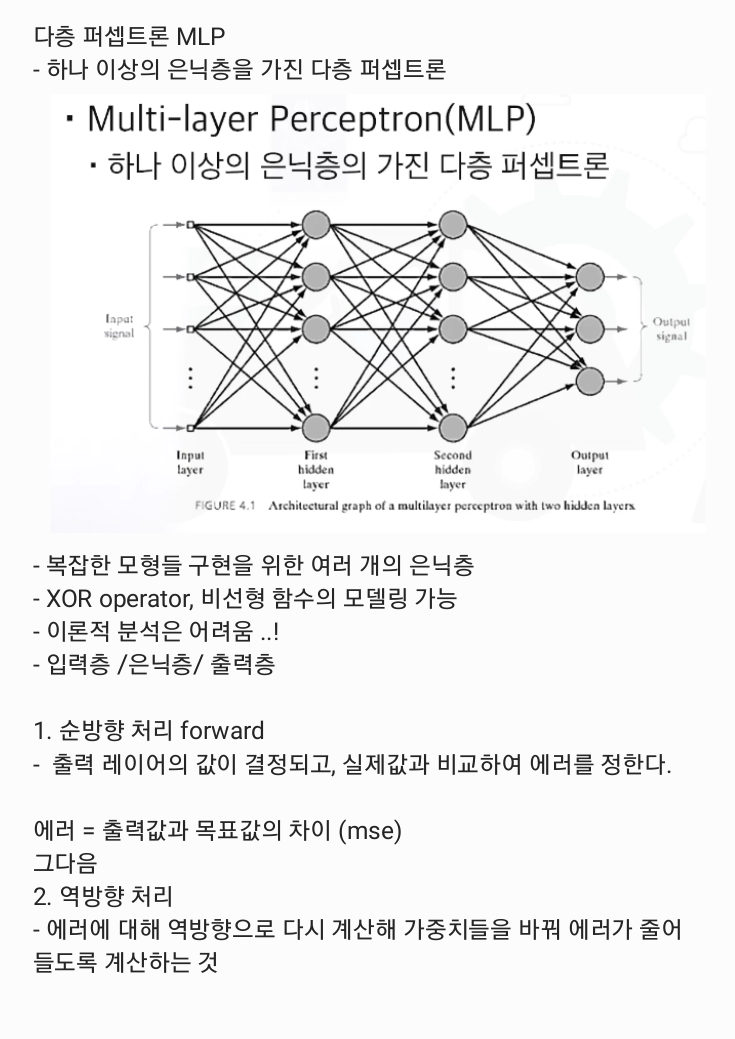 다층 퍼셉트론 MLP
- 하나 이상의 은닉층을 가진 다층 퍼셉트론
▪ Multi-layer Perceptron(MLP)
▪ 하나 이상의 은닉층의 가진 다층 퍼셉트론
Input
signal
Output
signal
Input
layer
First
hidden
layer
Second
hidden
layer
Output
layer
FIGURE 4.1 Architectural graph of a multilayer perceptron with two hidden layers.
- 복잡한 모형들 구현을 위한 여러 개의 은닉층
- XOR operator, 비선형 함수의 모델링 가능
- 이론적 분석은 어려움 ..!
- 입력층 /은닉층/ 출력층
1. 순방향 처리 forward
- 출력 레이어의 값이 결정되고, 실제값과 비교하여 에러를 정한다.
에러 = 출력값과 목표값의 차이 (mse)
그다음
2. 역방향 처리
- 에러에 대해 역방향으로 다시 계산해 가중치들을 바꿔 에러가 줄어
들도록 계산하는 것